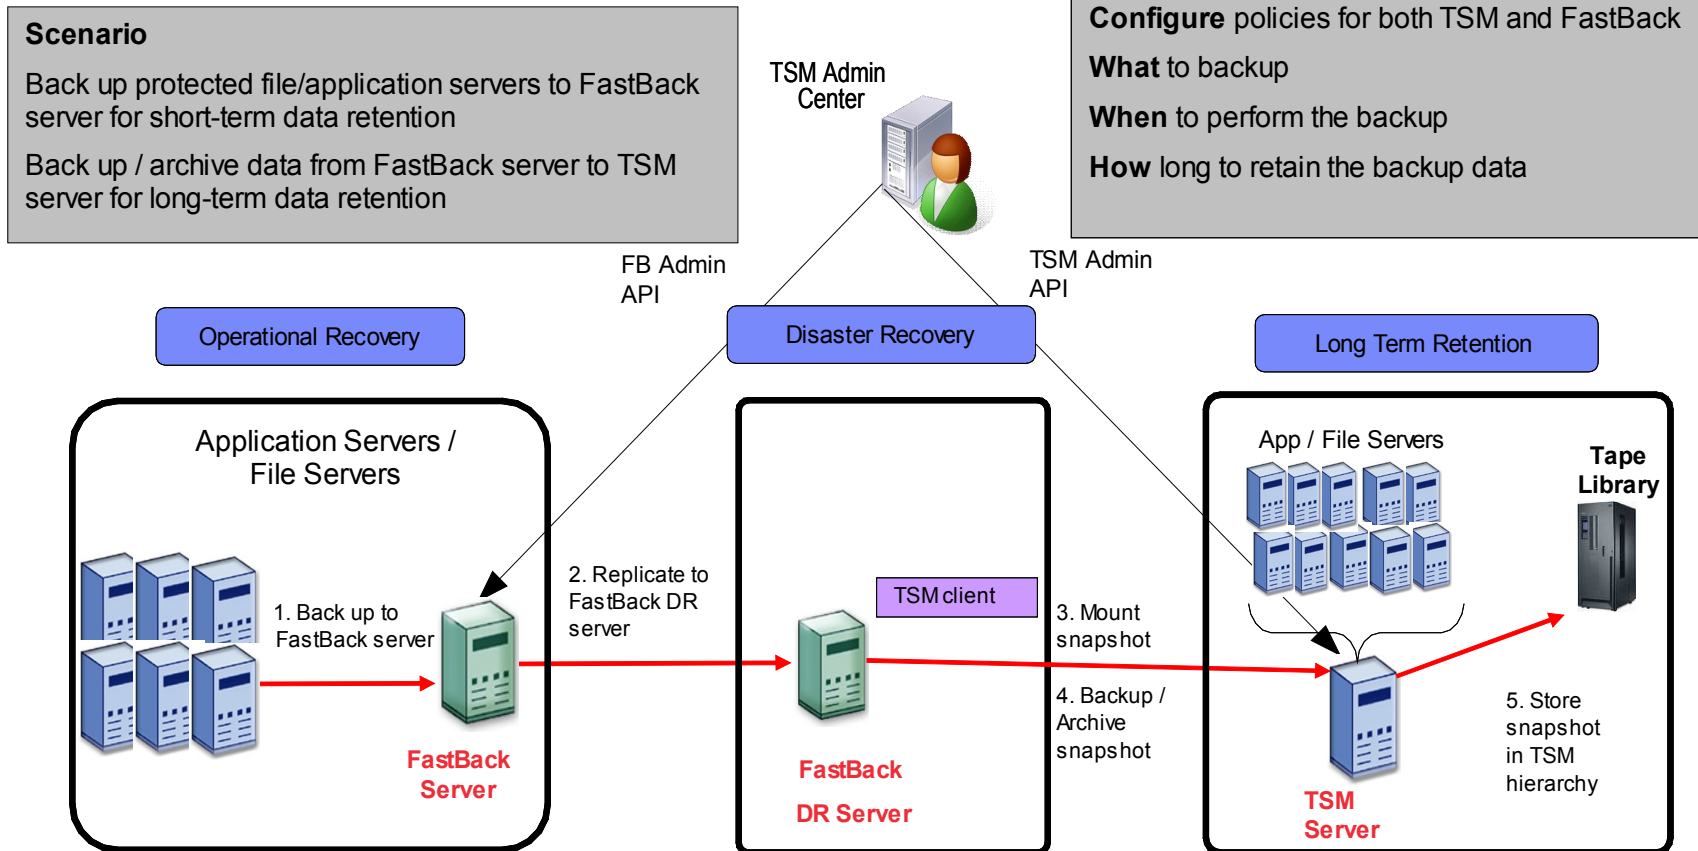 Scenario
Back up protected file/application servers to FastBack
server for short-term data retention
Back up / archive data from FastBack server to TSM
server for long-term data retention
TSM Admin
Center
Configure policies for both TSM and FastBack
What to backup
When to perform the backup
How long to retain the backup data
FB Admin
API
TSM Admin
API
Operational Recovery
Disaster Recovery
Long Term Retention
Application Servers /
File Servers
1. Back up to
FastBack server
FastBack
Server
2. Replicate to
FastBack DR
server
TSM client
FastBack
DR Server
3. Mount
snapshot
4. Backup /
Archive
snapshot
App / File Servers
Tape
Library
TSM
Server
5. Store
snapshot
in TSM
hierarchy